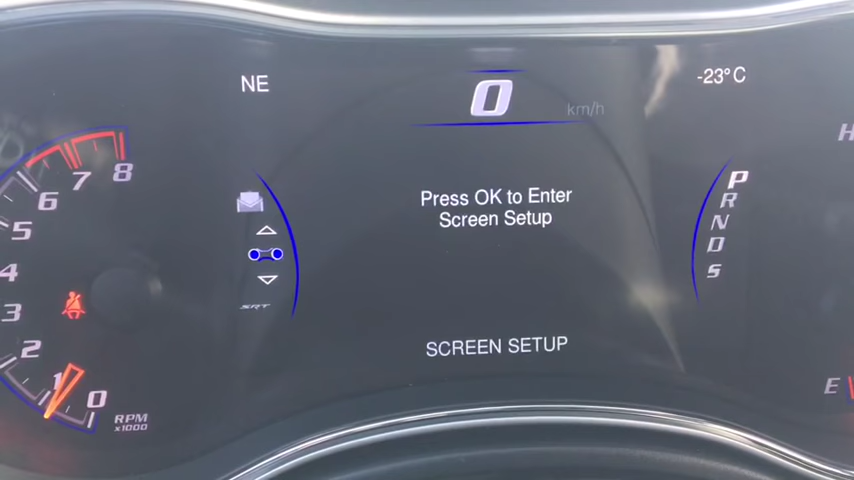 NE
0
km/h
-23°C
H
8
7
6
5
4
3
2
1
0
RPM
x1000
Press OK to Enter
Screen Setup
SRT
SCREEN SETUP
P
R
N
D
S
E